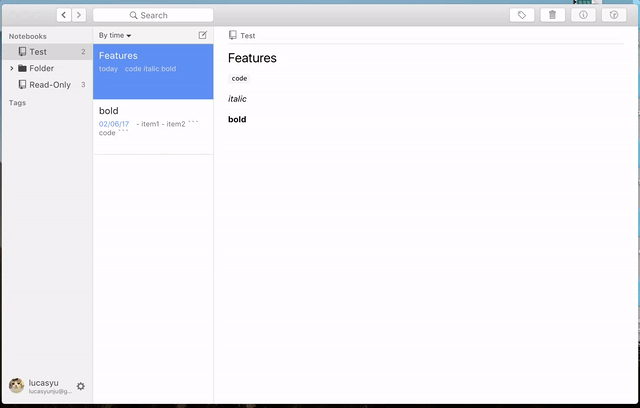 Search
Notebooks
Test 2
Folder
Read-Only 3
Tags
lucasyu
lucasyunju@g...
By time
Features
today code italic bold
bold
02/06/17 - item1 - item2 ```
code ```
Test
Features
code
italic
bold